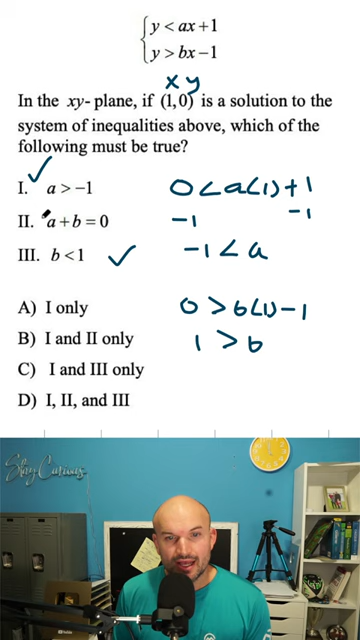 y < ax + 1
y > bx − 1
x y
In the xy- plane, if (1,0) is a solution to the
system of inequalities above, which of the
following must be true?
I. ✓ a > −1
0 < a(1) + 1
II. a + b = 0
−1 −1
III. b < 1 ✓
−1 < a
A) I only
0 > b(1) − 1
B) I and II only
1 > b
C) I and III only
D) I, II, and III
Stay Curious